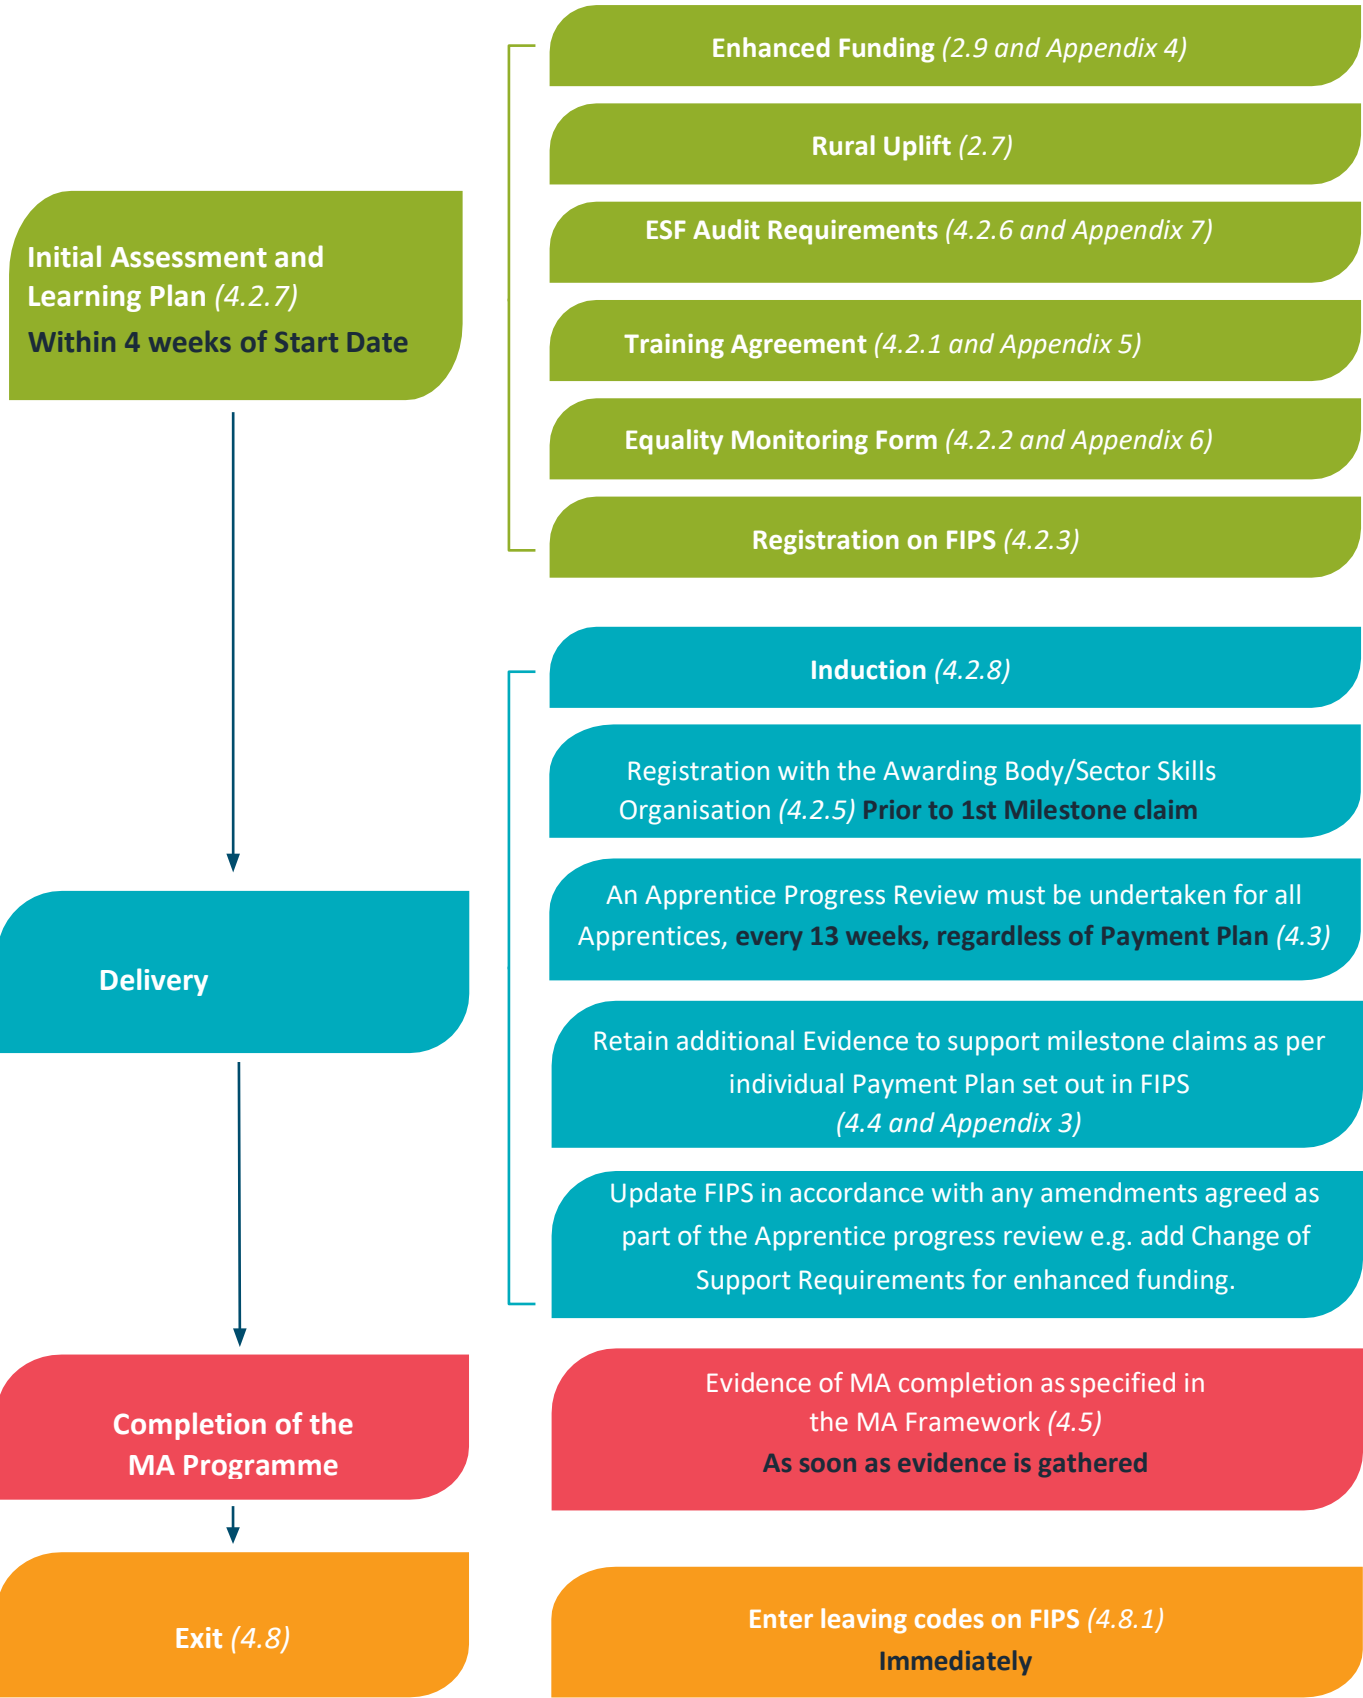 Enhanced Funding (2.9 and Appendix 4)
Rural Uplift (2.7)
ESF Audit Requirements (4.2.6 and Appendix 7)
Initial Assessment and
Learning Plan (4.2.7)
Within 4 weeks of Start Date
Training Agreement (4.2.1 and Appendix 5)
Equality Monitoring Form (4.2.2 and Appendix 6)
Registration on FIPS (4.2.3)
Induction (4.2.8)
Registration with the Awarding Body/Sector Skills
Organisation (4.2.5) Prior to 1st Milestone claim
An Apprentice Progress Review must be undertaken for all
Apprentices, every 13 weeks, regardless of Payment Plan (4.3)
Delivery
Retain additional Evidence to support milestone claims as per
individual Payment Plan set out in FIPS
(4.4 and Appendix 3)
Update FIPS in accordance with any amendments agreed as
part of the Apprentice progress review e.g. add Change of
Support Requirements for enhanced funding.
Completion of the
MA Programme
Evidence of MA completion as specified in
the MA Framework (4.5)
As soon as evidence is gathered
Exit (4.8)
Enter leaving codes on FIPS (4.8.1)
Immediately